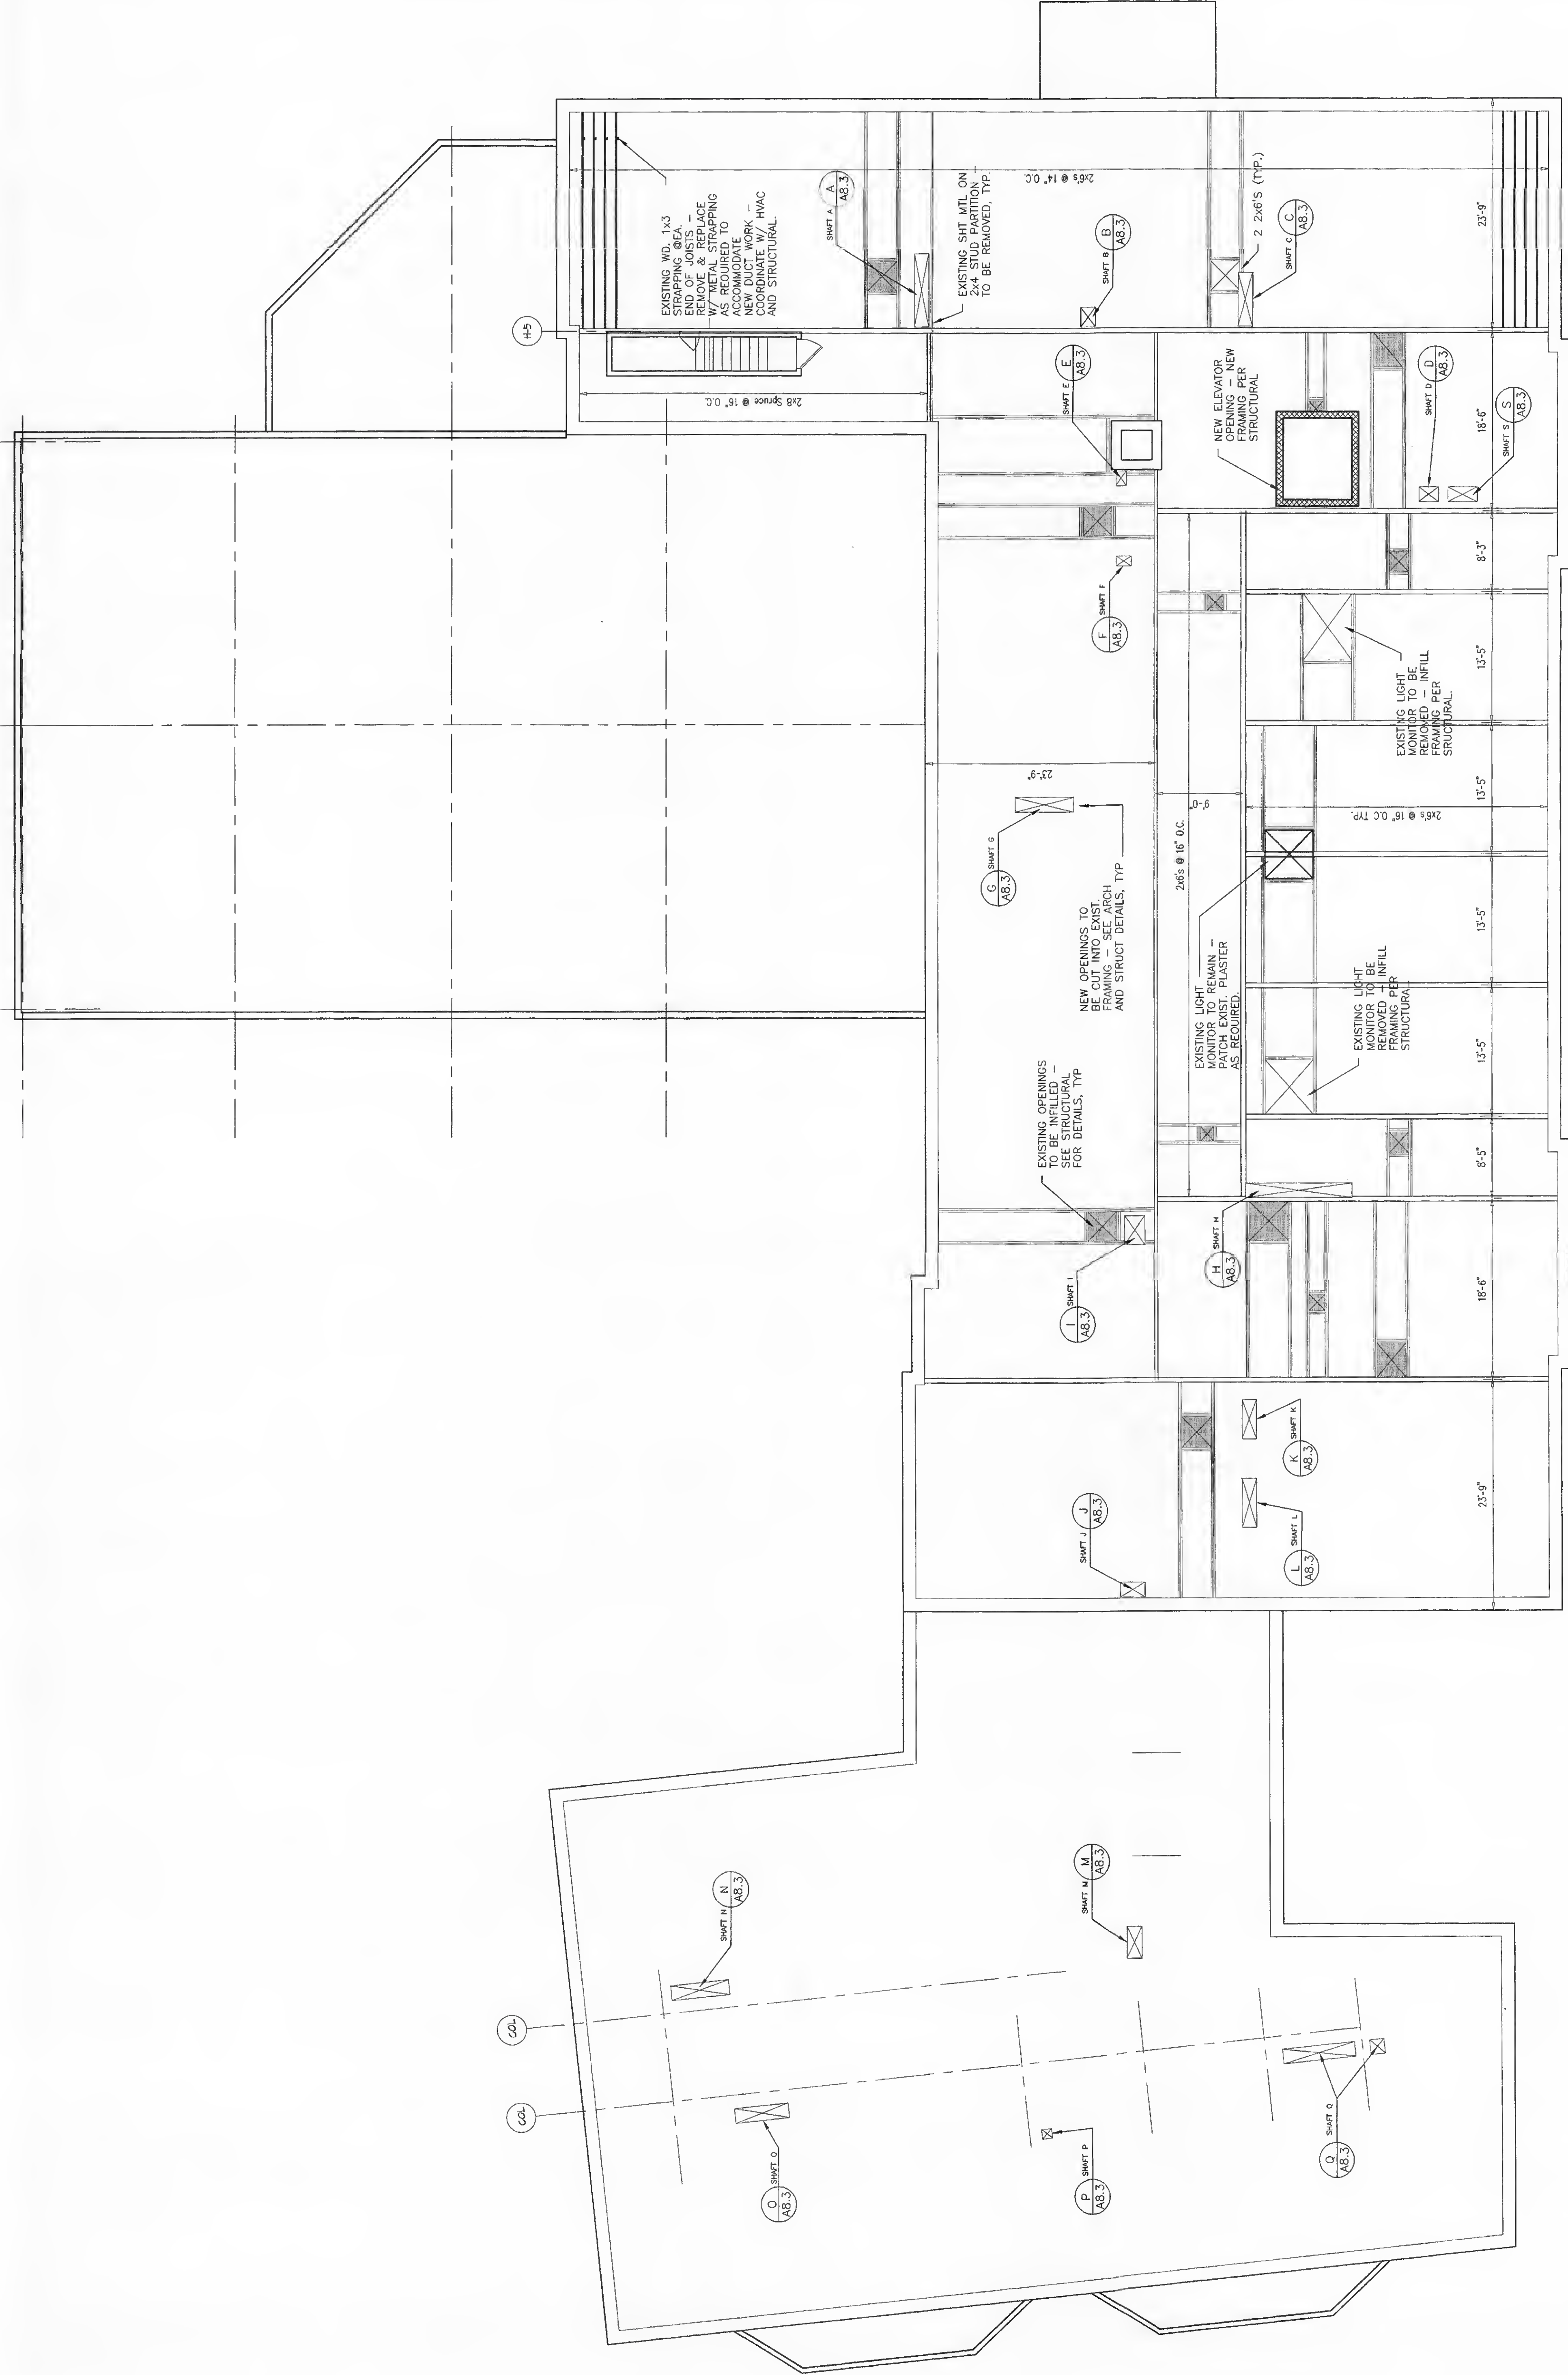 H-5
EXISTING WD. 1x3
STRAPPING @EA.
END OF JOISTS –
REMOVE & REPLACE
W/ METAL STRAPPING
AS REQUIRED TO
ACCOMMODATE
NEW DUCT WORK –
COORDINATE W/ HVAC
AND STRUCTURAL.
SHAFT A
A
A8.3
2x6's @ 14" O.C.
EXISTING SHT MTL ON
2x4 STUD PARTITION –
TO BE REMOVED, TYP.
SHAFT B
B
A8.3
2 2x6'S (TYP.)
SHAFT C
C
A8.3
23'-9"
2x8 Spruce @ 16" O.C.
SHAFT E
E
A8.3
NEW ELEVATOR
OPENING – NEW
FRAMING PER
STRUCTURAL
SHAFT D
D
A8.3
18'-6"
SHAFT S
S
A8.3
F
A8.3
SHAFT F
8'-3"
13'-5"
EXISTING LIGHT
MONITOR TO BE
REMOVED – INFILL
FRAMING PER
SRUCTURAL.
23'-9"
9'-0"
2x6's @ 16" O.C. TYP.
13'-5"
G
A8.3
SHAFT G
2x6's @ 16" O.C.
NEW OPENINGS TO
BE CUT INTO EXIST.
FRAMING – SEE ARCH
AND STRUCT DETAILS, TYP
EXISTING LIGHT
MONITOR TO REMAIN –
PATCH EXIST. PLASTER
AS REQUIRED.
13'-5"
EXISTING LIGHT
MONITOR TO BE
REMOVED – INFILL
FRAMING PER
STRUCTURAL
13'-5"
EXISTING OPENINGS
TO BE INFILLED –
SEE STRUCTURAL
FOR DETAILS, TYP
8'-5"
H
A8.3
SHAFT H
I
A8.3
SHAFT I
18'-6"
SHAFT J
J
A8.3
K
A8.3
SHAFT K
L
A8.3
SHAFT L
23'-9"
SHAFT N
N
A8.3
SHAFT M
M
A8.3
COL
COL
O
A8.3
SHAFT O
P
A8.3
SHAFT P
Q
A8.3
SHAFT Q